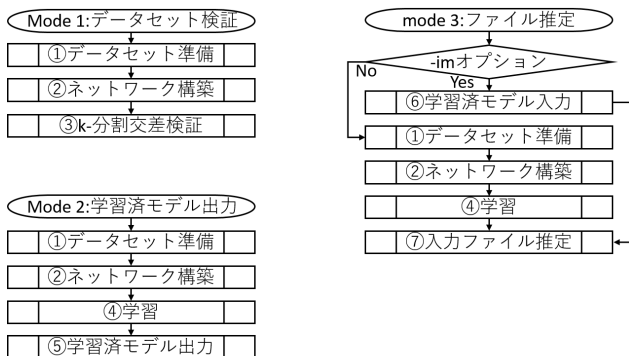 Mode 1:データセット検証
①データセット準備
②ネットワーク構築
③k-分割交差検証
Mode 2:学習済モデル出力
①データセット準備
②ネットワーク構築
④学習
⑤学習済モデル出力
mode 3:ファイル推定
-imオプション
No
Yes
⑥学習済モデル入力
①データセット準備
②ネットワーク構築
④学習
⑦入力ファイル推定